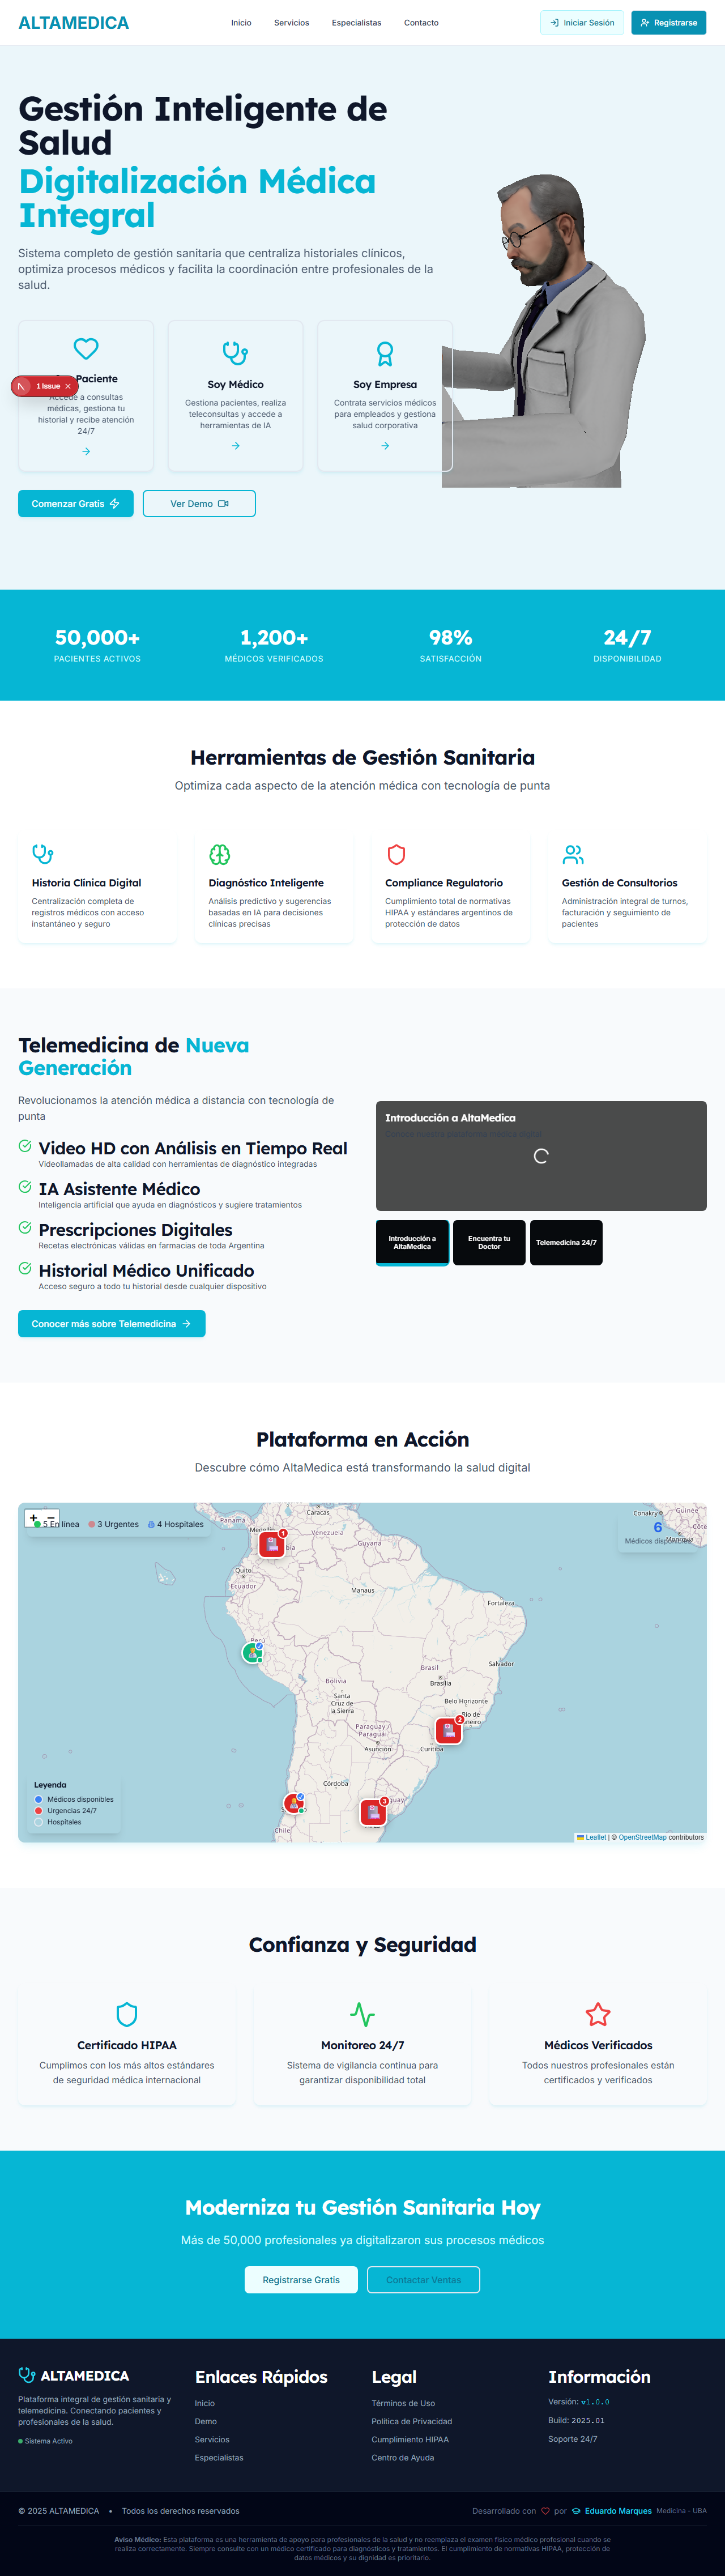 ALTAMEDICA
Inicio
Servicios
Especialistas
Contacto
Iniciar Sesión
Registrarse
Gestión Inteligente de
Salud
Digitalización Médica
Integral
Sistema completo de gestión sanitaria que centraliza historiales clínicos,
optimiza procesos médicos y facilita la coordinación entre profesionales de la
salud.
Paciente
1 Issue
Accede a consultas
médicas, gestiona tu
historial y recibe atención
24/7
Soy Médico
Gestiona pacientes, realiza
teleconsultas y accede a
herramientas de IA
Soy Empresa
Contrata servicios médicos
para empleados y gestiona
salud corporativa
Comenzar Gratis
Ver Demo
50,000+
PACIENTES ACTIVOS
1,200+
MÉDICOS VERIFICADOS
98%
SATISFACCIÓN
24/7
DISPONIBILIDAD
Herramientas de Gestión Sanitaria
Optimiza cada aspecto de la atención médica con tecnología de punta
Historia Clínica Digital
Centralización completa de
registros médicos con acceso
instantáneo y seguro
Diagnóstico Inteligente
Análisis predictivo y sugerencias
basadas en IA para decisiones
clínicas precisas
Compliance Regulatorio
Cumplimiento total de normativas
HIPAA y estándares argentinos de
protección de datos
Gestión de Consultorios
Administración integral de turnos,
facturación y seguimiento de
pacientes
Telemedicina de Nueva
Generación
Revolucionamos la atención médica a distancia con tecnología de
punta
Video HD con Análisis en Tiempo Real
Videollamadas de alta calidad con herramientas de diagnóstico integradas
IA Asistente Médico
Inteligencia artificial que ayuda en diagnósticos y sugiere tratamientos
Prescripciones Digitales
Recetas electrónicas válidas en farmacias de toda Argentina
Historial Médico Unificado
Acceso seguro a todo tu historial desde cualquier dispositivo
Conocer más sobre Telemedicina
Introducción a AltaMedica
Introducción a
AltaMedica
Encuentra tu
Doctor
Telemedicina 24/7
Plataforma en Acción
Descubre cómo AltaMedica está transformando la salud digital
+
−
5 En línea
3 Urgentes
4 Hospitales
6
Médicos disponibles
Panamá
Caracas
Venezuela
Guyana
Conakry
Guinée
Monrovia
Côte
1
Quito
Ecuador
Manaus
Fortaleza
Perú
Brasil
Salvador
Brasília
Bolivia
Santa
Cruz de
la Sierra
Belo Horizonte
2
Rio de
Janeiro
Paraguay
Paraguái
Asunción
Curitiba
Córdoba
3
Uruguay
Chile
Leyenda
Médicos disponibles
Urgencias 24/7
Hospitales
Leaflet | © OpenStreetMap contributors
Confianza y Seguridad
Certificado HIPAA
Cumplimos con los más altos estándares
de seguridad médica internacional
Monitoreo 24/7
Sistema de vigilancia continua para
garantizar disponibilidad total
Médicos Verificados
Todos nuestros profesionales están
certificados y verificados
Moderniza tu Gestión Sanitaria Hoy
Más de 50,000 profesionales ya digitalizaron sus procesos médicos
Registrarse Gratis
Contactar Ventas
ALTAMEDICA
Plataforma integral de gestión sanitaria y
telemedicina. Conectando pacientes y
profesionales de la salud.
Sistema Activo
Enlaces Rápidos
Inicio
Demo
Servicios
Especialistas
Legal
Términos de Uso
Política de Privacidad
Cumplimiento HIPAA
Centro de Ayuda
Información
Versión: v1.0.0
Build: 2025.01
Soporte 24/7
© 2025 ALTAMEDICA • Todos los derechos reservados
Desarrollado con por Eduardo Marques Medicina - UBA
Aviso Médico: Esta plataforma es una herramienta de apoyo para profesionales de la salud y no reemplaza el examen físico médico profesional cuando se
realiza correctamente. Siempre consulte con un médico certificado para diagnósticos y tratamientos. El cumplimiento de normativas HIPAA, protección de
datos médicos y su dignidad es prioritario.